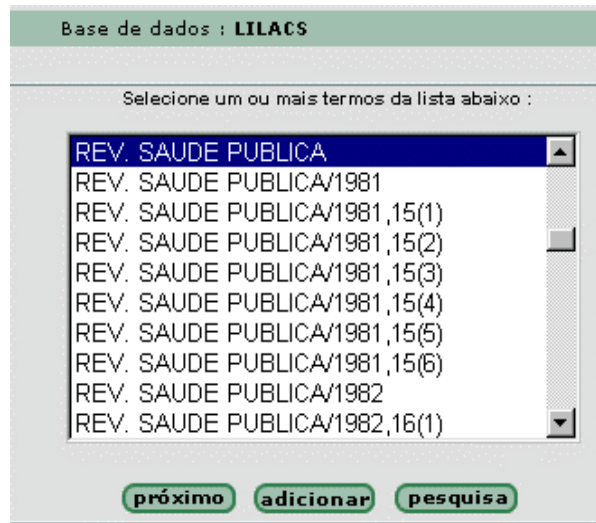 Base de dados : LILACS
Selecione um ou mais termos da lista abaixo :
REV. SAUDE PUBLICA
REV. SAUDE PUBLICA/1981
REV. SAUDE PUBLICA/1981,15(1)
REV. SAUDE PUBLICA/1981,15(2)
REV. SAUDE PUBLICA/1981,15(3)
REV. SAUDE PUBLICA/1981,15(4)
REV. SAUDE PUBLICA/1981,15(5)
REV. SAUDE PUBLICA/1981,15(6)
REV. SAUDE PUBLICA/1982
REV. SAUDE PUBLICA/1982,16(1)
próximo adicionar pesquisa